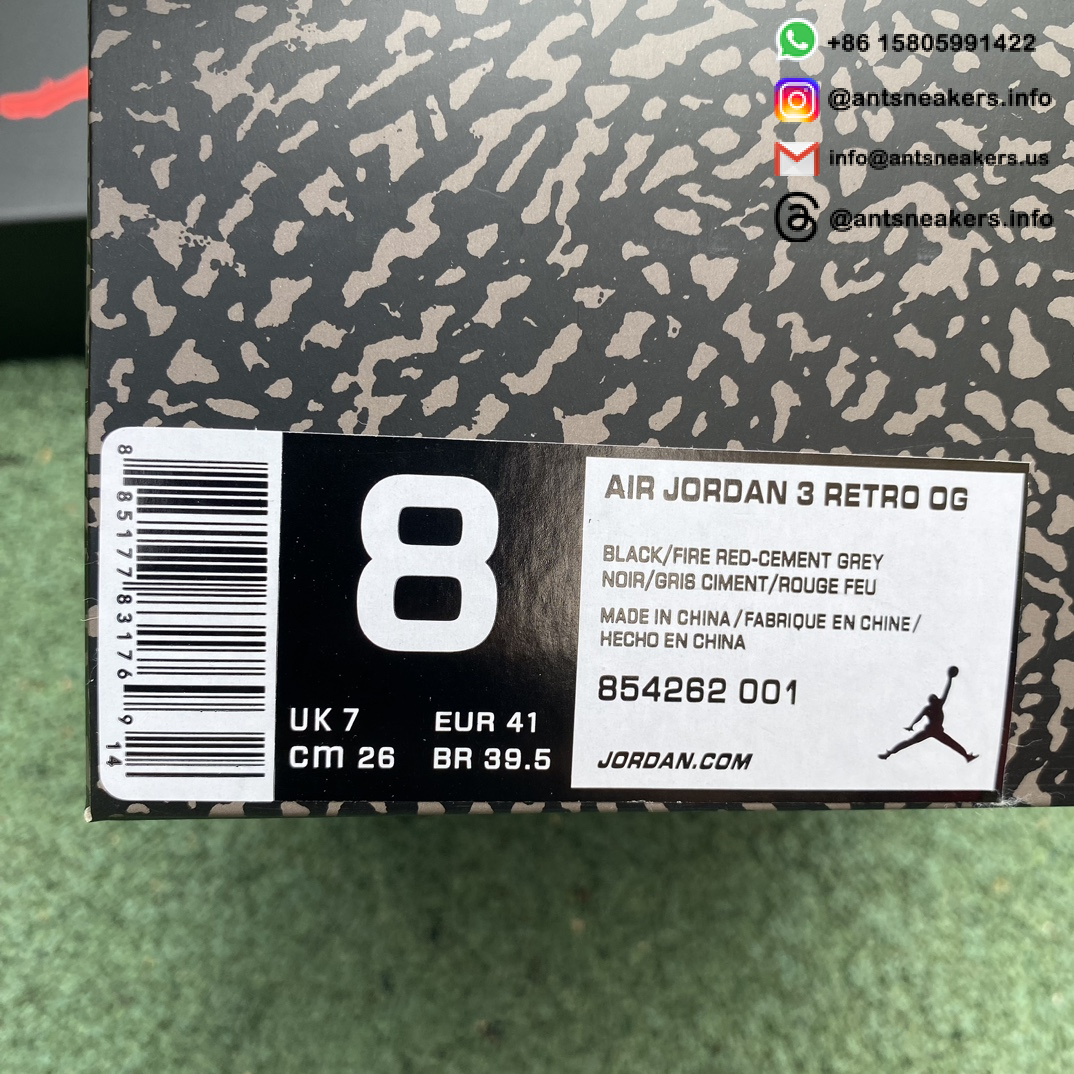 +86 15805991422
@antsneakers.info
info@antsneakers.us
@antsneakers.info
8 85177 83176 9 14
8
UK 7 EUR 41
cm 26 BR 39.5
AIR JORDAN 3 RETRO OG
BLACK/FIRE RED-CEMENT GREY
NOIR/GRIS CIMENT/ROUGE FEU
MADE IN CHINA/FABRIQUE EN CHINE/
HECHO EN CHINA
854262 001
JORDAN.COM